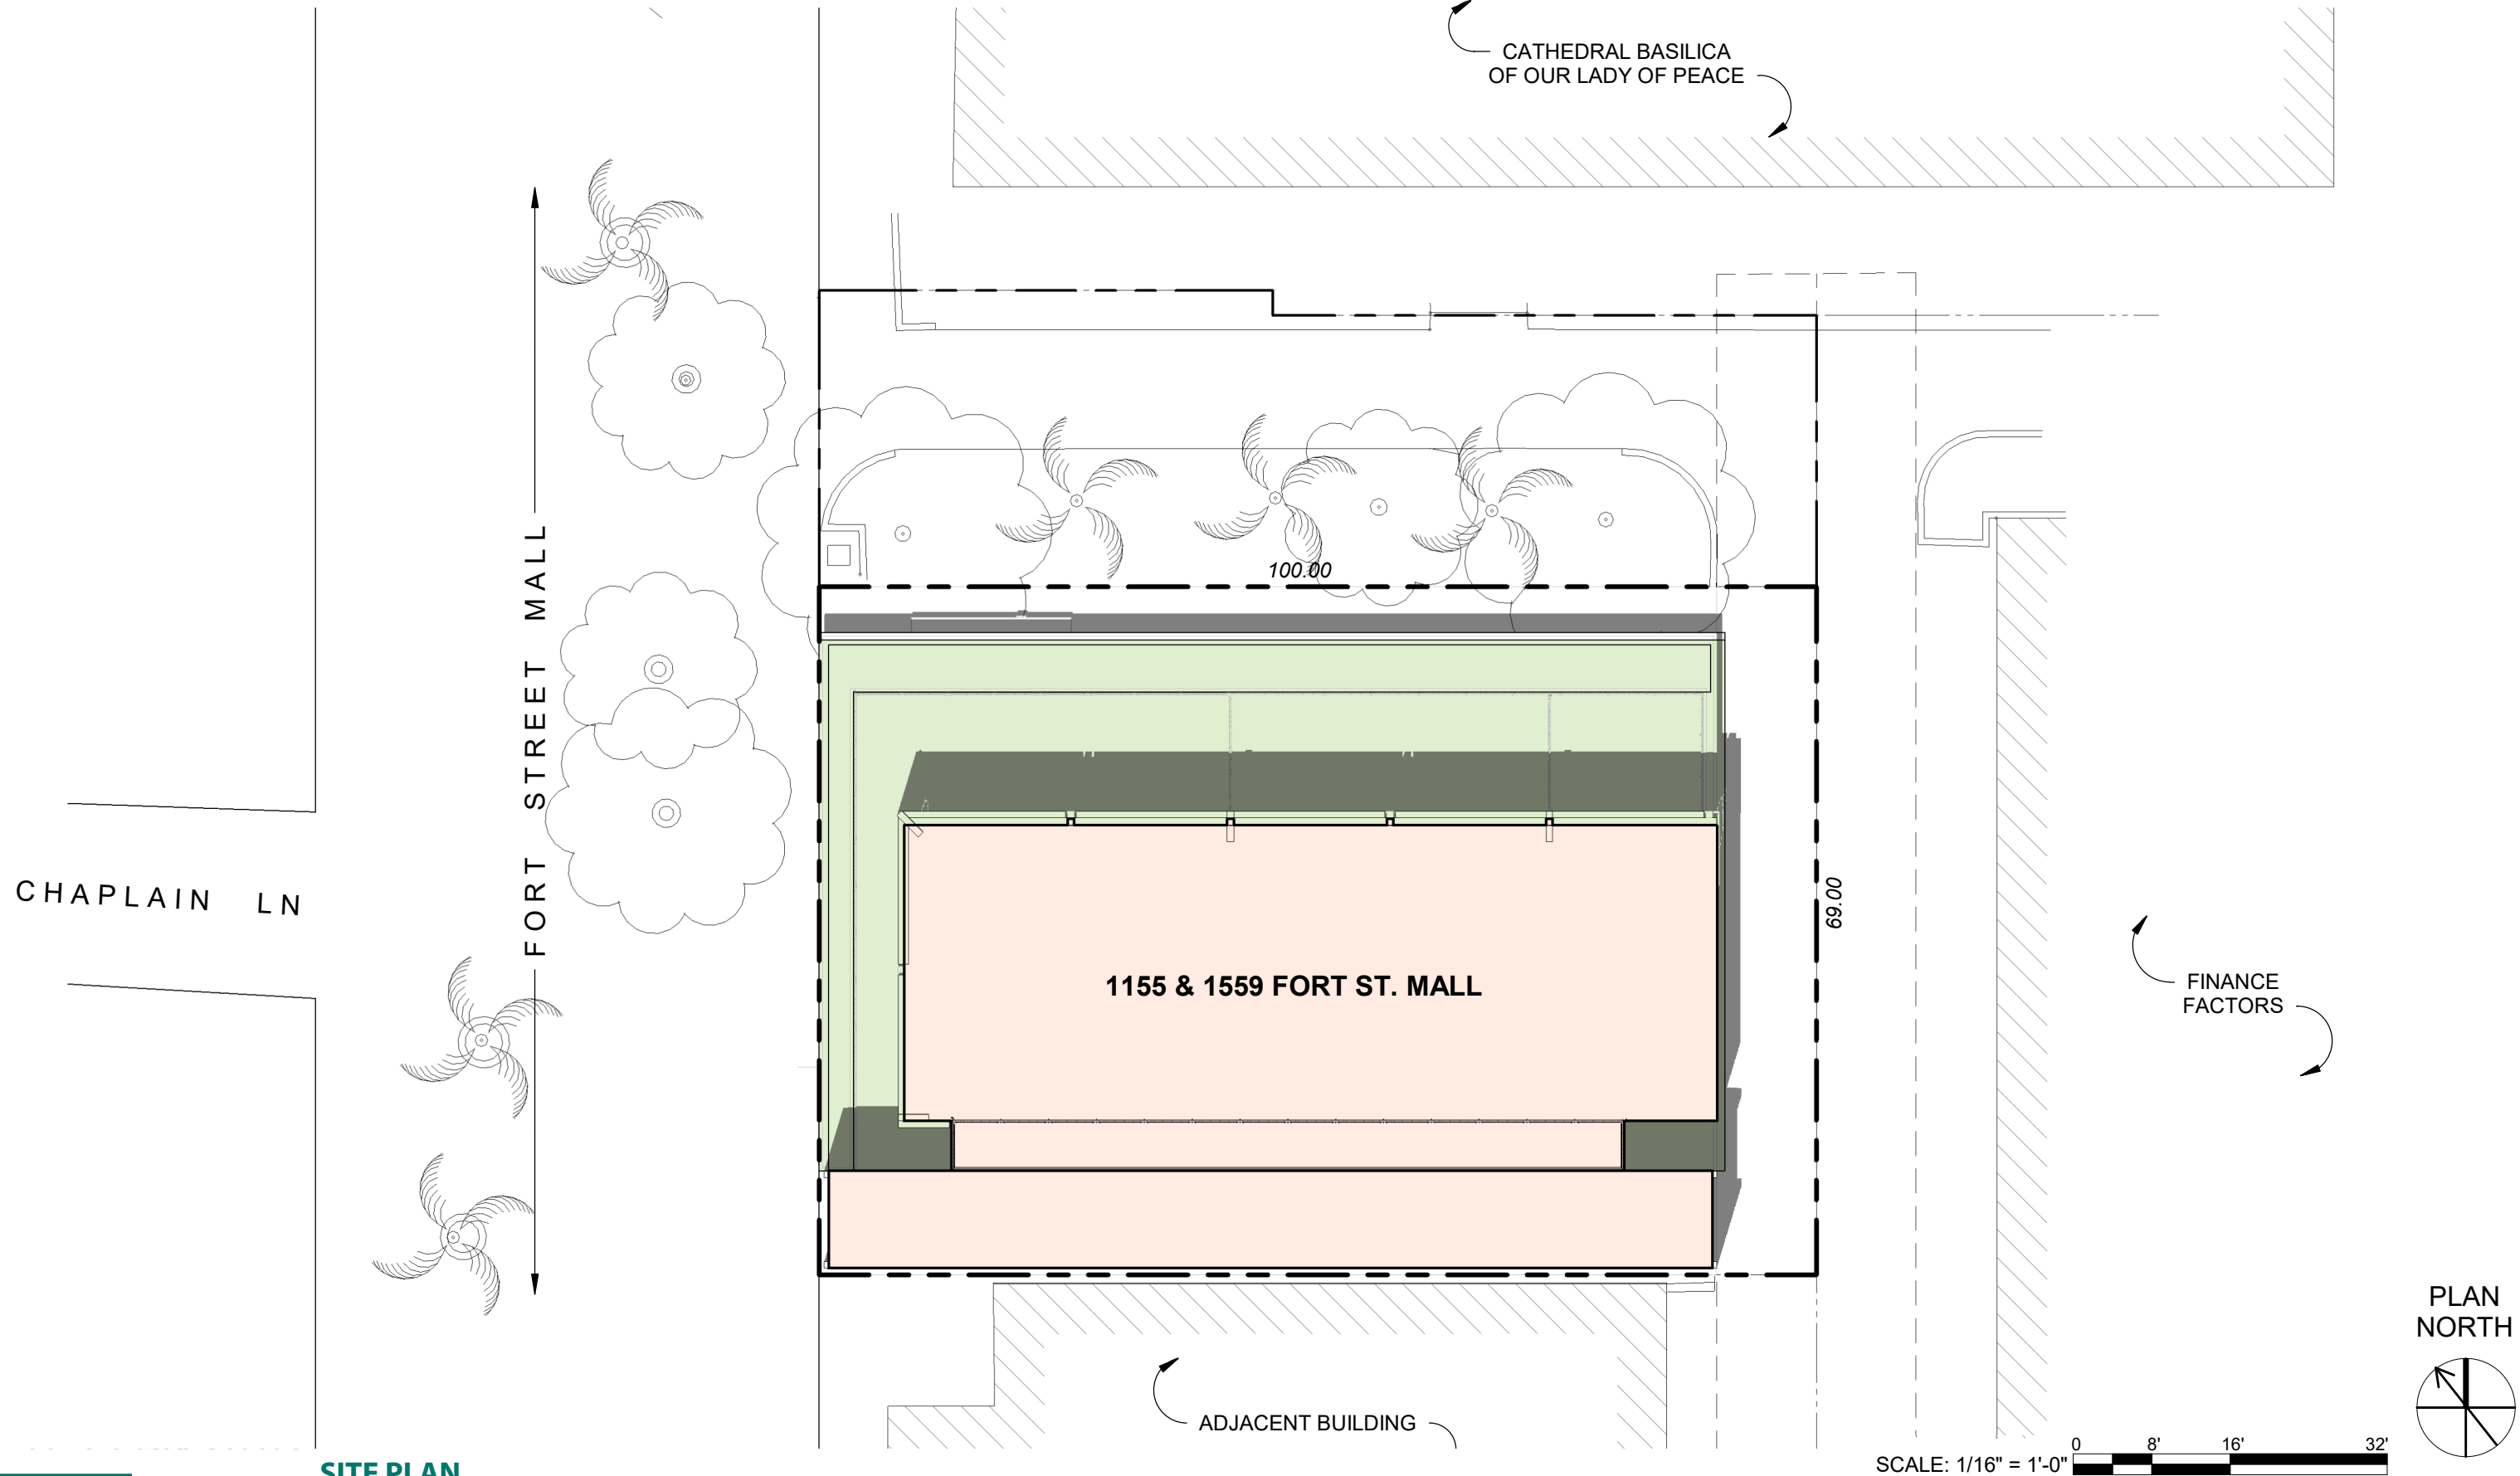 CATHEDRAL BASILICA
OF OUR LADY OF PEACE
100.00
FORT STREET MALL
CHAPLAIN LN
69.00
1155 & 1559 FORT ST. MALL
FINANCE
FACTORS
PLAN
NORTH
ADJACENT BUILDING
0 8' 16' 32'
SCALE: 1/16" = 1'-0"
SITE PLAN